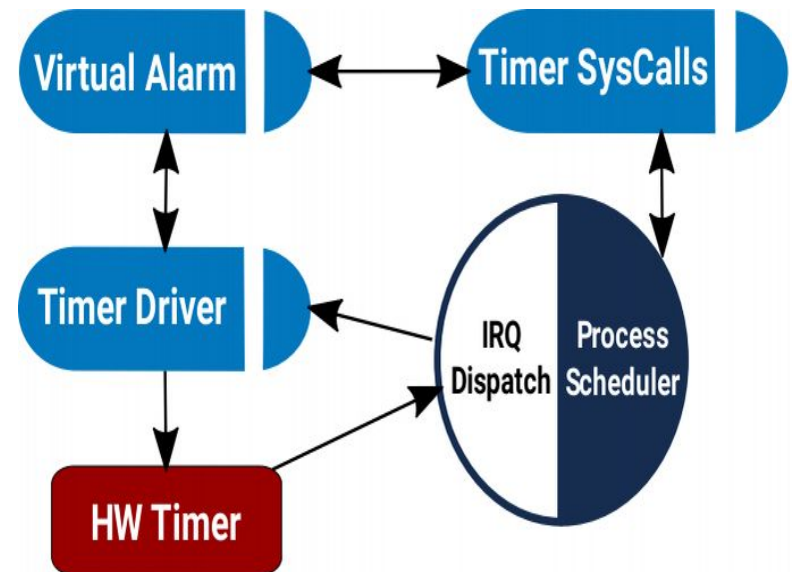 Virtual Alarm
Timer SysCalls
Timer Driver
IRQ
Dispatch
Process
Scheduler
HW Timer